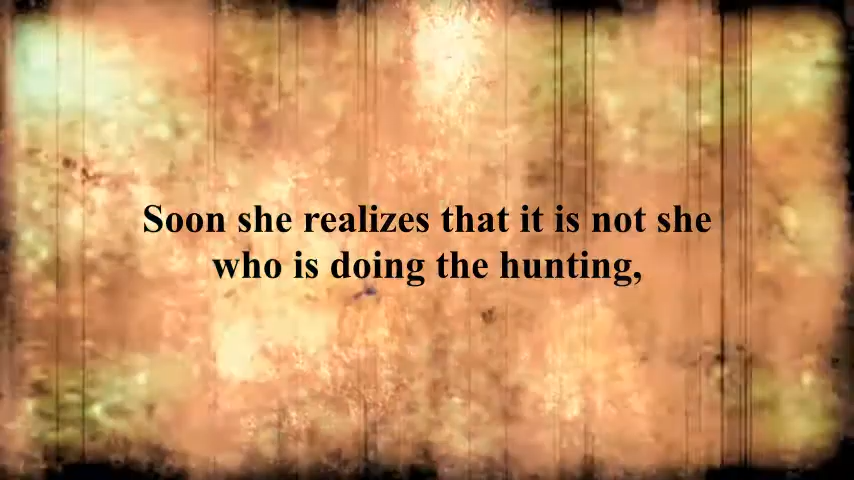 Soon she realizes that it is not she
who is doing the hunting,